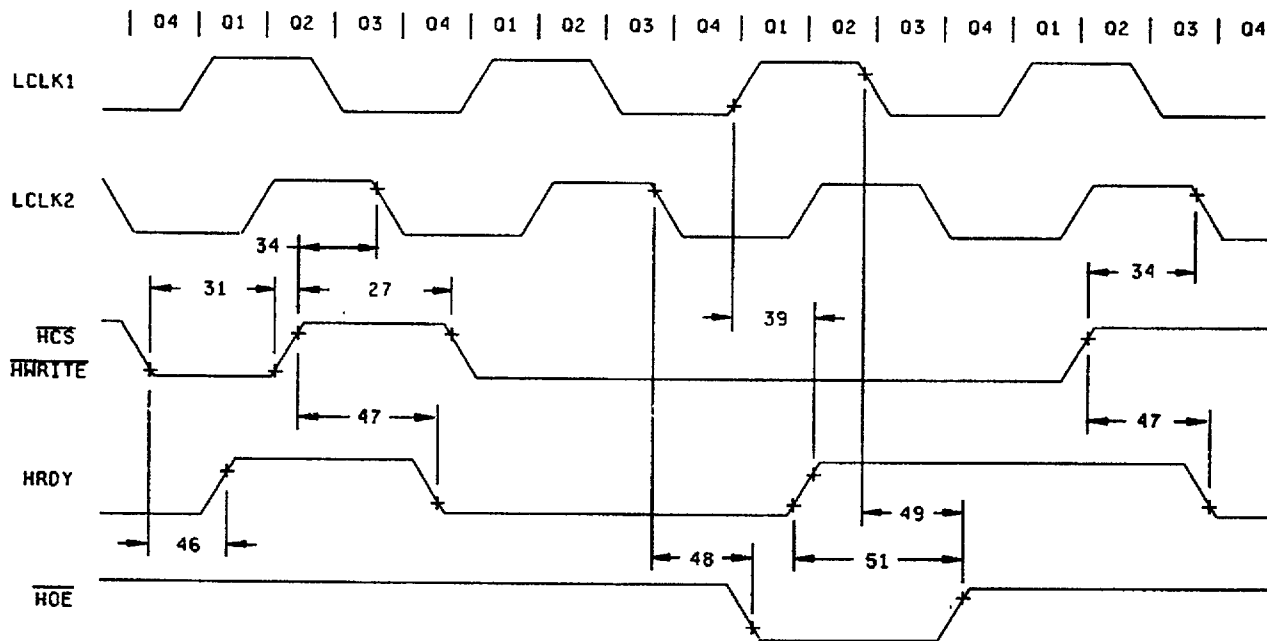 | Q4 | Q1 | Q2 | Q3 | Q1 | Q2 | Q3 | Q4 | Q1 | Q2 | Q3 | Q4 | Q1 | Q2 | Q3 | Q4
LCLK1
LCLK2
34
34
31
27
39
HCS
HWRITE
47
47
HRDY
49
46
48
51
HOE